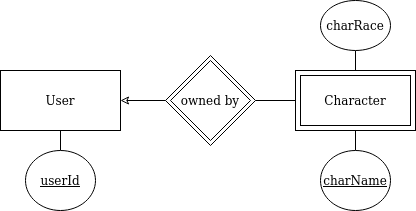 charRace
User
owned by
Character
userId
charName